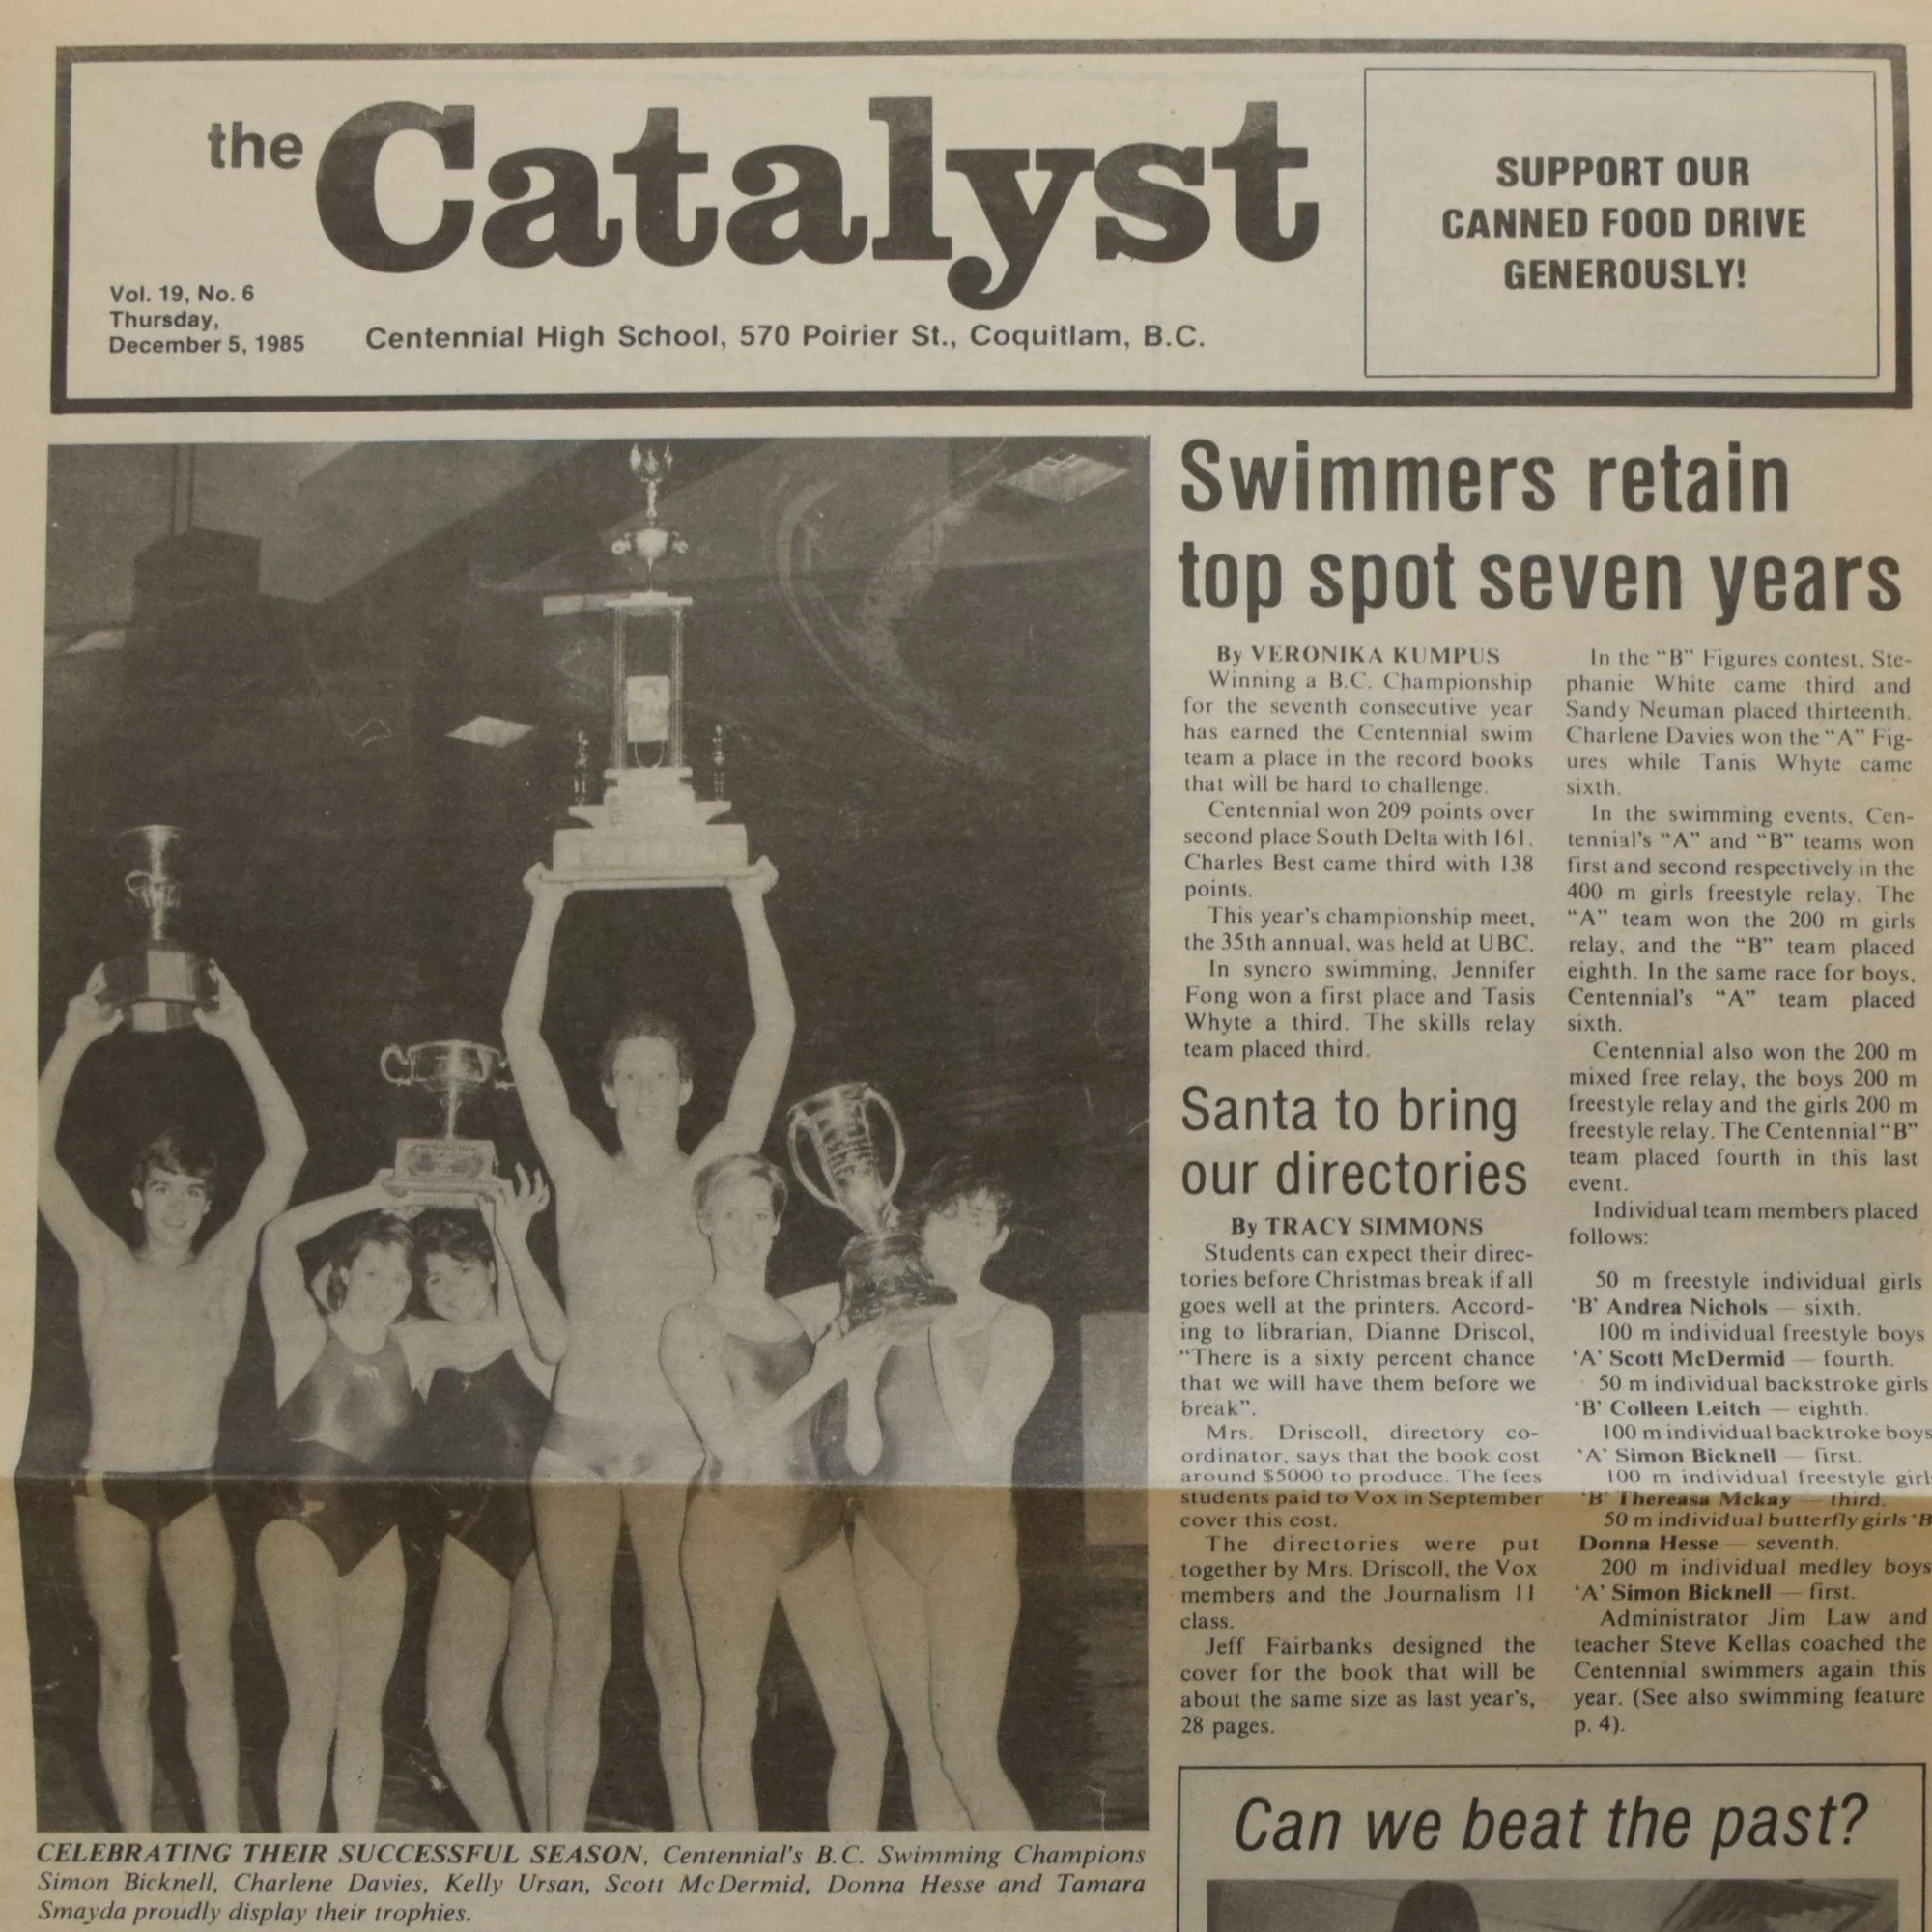 the Catalyst
Vol. 19, No. 6
Thursday,
December 5, 1985
Centennial High School, 570 Poirier St., Coquitlam, B.C.
SUPPORT OUR
CANNED FOOD DRIVE
GENEROUSLY!
CELEBRATING THEIR SUCCESSFUL SEASON, Centennial's B.C. Swimming Champions
Simon Bicknell, Charlene Davies, Kelly Ursan, Scott McDermid, Donna Hesse and Tamara
Smayda proudly display their trophies.
Swimmers retain
top spot seven years
By VERONIKA KUMPUS
Winning a B.C. Championship
for the seventh consecutive year
has earned the Centennial swim
team a place in the record books
that will be hard to challenge.
Centennial won 209 points over
second place South Delta with 161.
Charles Best came third with 138
points.
This year's championship meet,
the 35th annual, was held at UBC.
In syncro swimming, Jennifer
Fong won a first place and Tasis
Whyte a third. The skills relay
team placed third.
In the "B" Figures contest, Ste-
phanie White came third and
Sandy Neuman placed thirteenth.
Charlene Davies won the "A" Fig-
ures while Tanis Whyte came
sixth.
In the swimming events, Cen-
tennial's "A" and "B" teams won
first and second respectively in the
400 m girls freestyle relay. The
"A" team won the 200 m girls
relay, and the "B" team placed
eighth. In the same race for boys,
Centennial's "A" team placed
sixth.
Centennial also won the 200 m
mixed free relay, the boys 200 m
freestyle relay and the girls 200 m
freestyle relay. The Centennial "B"
team placed fourth in this last
event.
Individual team members placed
follows:
50 m freestyle individual girls
'B' Andrea Nichols — sixth.
100 m individual freestyle boys
'A' Scott McDermid — fourth.
50 m individual backstroke girls
'B' Colleen Leitch — eighth.
100 m individual backtroke boys
'A' Simon Bicknell — first.
100 m individual freestyle girl
'B' Thereasa Mckay — third.
50 m individual butterfly girls 'B
Donna Hesse — seventh.
200 m individual medley boys
'A' Simon Bicknell — first.
Administrator Jim Law and
teacher Steve Kellas coached the
Centennial swimmers again this
year. (See also swimming feature
p. 4).
Santa to bring
our directories
By TRACY SIMMONS
Students can expect their direc-
tories before Christmas break if all
goes well at the printers. Accord-
ing to librarian, Dianne Driscol,
"There is a sixty percent chance
that we will have them before we
break".
Mrs. Driscoll, directory co-
ordinator, says that the book cost
around $5000 to produce. The fees
students paid to Vox in September
cover this cost.
The directories were put
together by Mrs. Driscoll, the Vox
members and the Journalism 11
class.
Jeff Fairbanks designed the
cover for the book that will be
about the same size as last year's,
28 pages.
Can we beat the past?